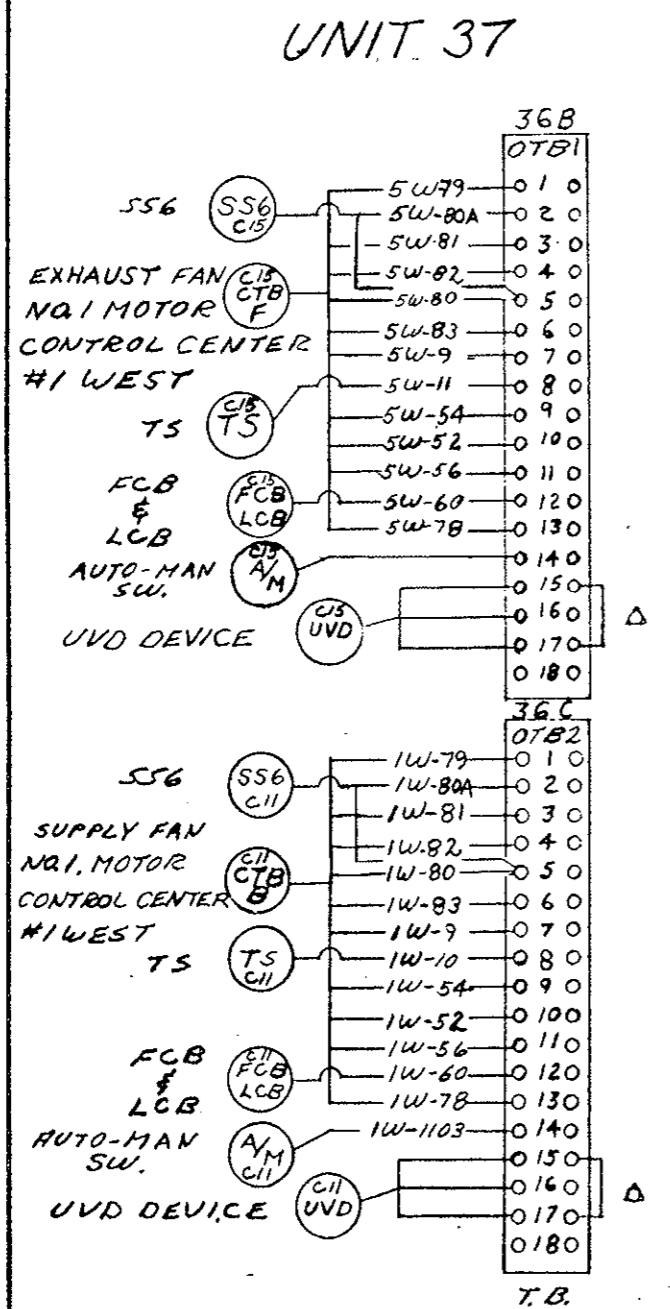 UNIT 37
36B
OTB1
SS6
SS6
C15
5W-79
1
5W-80A
2
5W-81
3
5W-82
4
EXHAUST FAN
NO.1 MOTOR
CONTROL CENTER
#1 WEST
C15
CTB
F
5W-80
5
5W-83
6
5W-9
7
TS
C15
TS
5W-11
8
5W-54
9
5W-52
10
5W-56
11
FCB
&
LCB
C15
FCB
LCB
5W-60
12
5W-78
13
AUTO-MAN
SW.
C15
A/M
14
15
UVD DEVICE
C15
UVD
16
Δ
17
18
36C
OTB2
SS6
SS6
C11
1W-79
1
1W-80A
2
1W-81
3
1W-82
4
SUPPLY FAN
NO.1. MOTOR
CONTROL CENTER
#1 WEST
C11
CTB
B
1W-80
5
1W-83
6
1W-9
7
TS
TS
C11
1W-10
8
1W-54
9
1W-52
10
1W-56
11
FCB
&
LCB
C11
FCB
LCB
1W-60
12
1W-78
13
AUTO-MAN
SW.
A/M
C11
1W-1103
14
15
UVD DEVICE
C11
UVD
16
Δ
17
18
T.B.